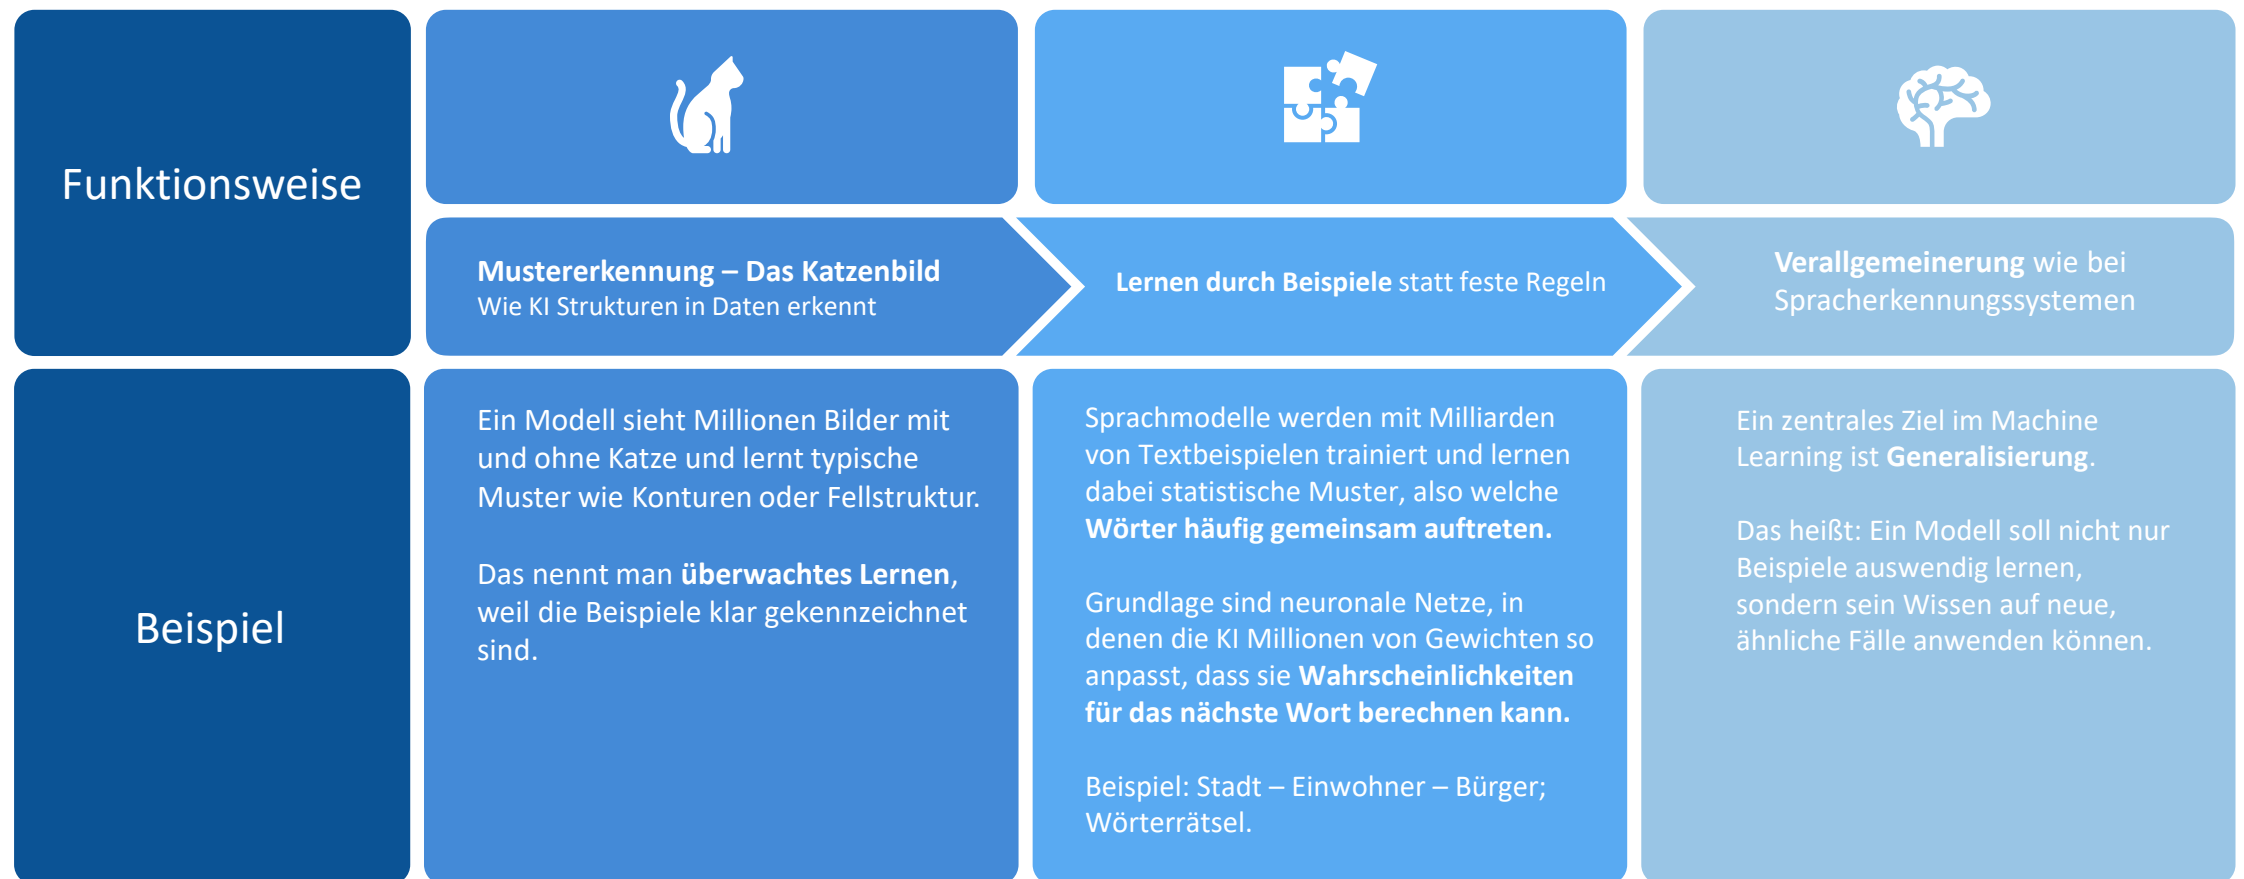 Funktionsweise
Mustererkennung – Das Katzenbild
Wie KI Strukturen in Daten erkennt
Lernen durch Beispiele statt feste Regeln
Verallgemeinerung wie bei
Spracherkennungssystemen
Beispiel
Ein Modell sieht Millionen Bilder mit
und ohne Katze und lernt typische
Muster wie Konturen oder Fellstruktur.
Das nennt man überwachtes Lernen,
weil die Beispiele klar gekennzeichnet
sind.
Sprachmodelle werden mit Milliarden
von Textbeispielen trainiert und lernen
dabei statistische Muster, also welche
Wörter häufig gemeinsam auftreten.
Grundlage sind neuronale Netze, in
denen die KI Millionen von Gewichten so
anpasst, dass sie Wahrscheinlichkeiten
für das nächste Wort berechnen kann.
Beispiel: Stadt – Einwohner – Bürger;
Wörterrätsel.
Ein zentrales Ziel im Machine
Learning ist Generalisierung.
Das heißt: Ein Modell soll nicht nur
Beispiele auswendig lernen,
sondern sein Wissen auf neue,
ähnliche Fälle anwenden können.